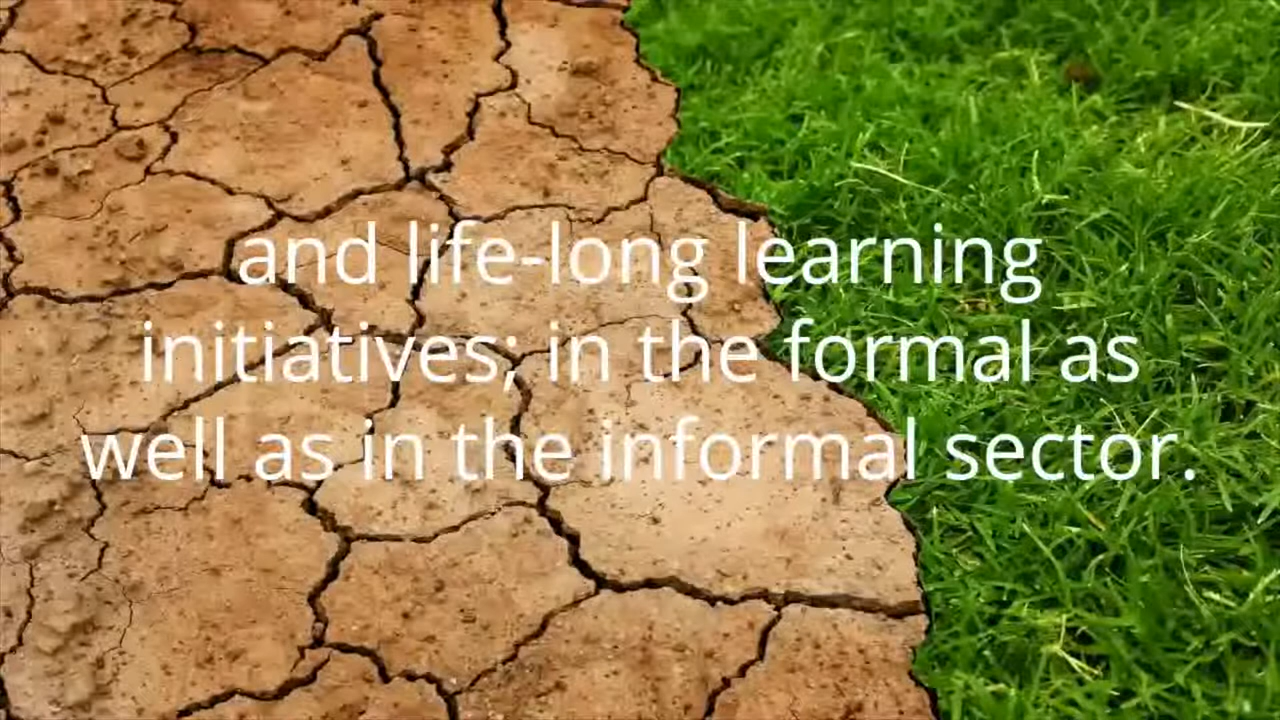 and life-long learning
initiatives; in the formal as
well as in the informal sector.